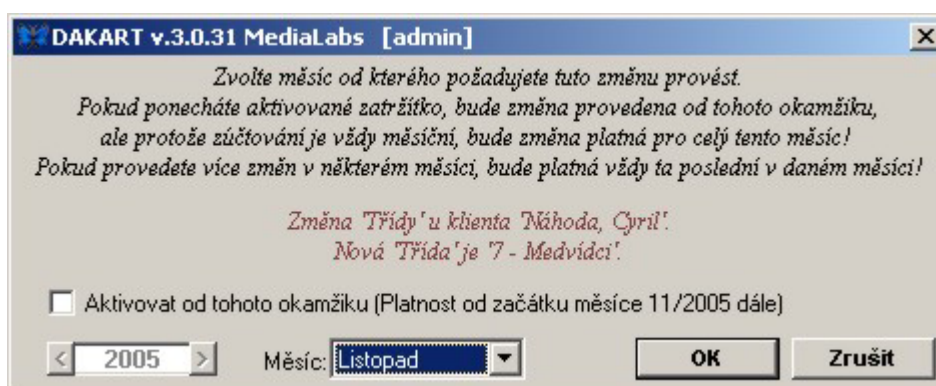 DAKART v.3.0.31 MediaLabs [admin]
Zvolte měsíc od kterého požadujete tuto změnu provést.
Pokud ponecháte aktivované zatržítko, bude změna provedena od tohoto okamžiku,
ale protože zúčtování je vždy měsíční, bude změna platná pro celý tento měsíc!
Pokud provedete více změn v některém měsíci, bude platná vždy ta poslední v daném měsíci!
Změna 'Třídy' u klienta 'Náhoda, Cyril'.
Nová 'Třída' je '7 - Medvídci'.
Aktivovat od tohoto okamžiku (Platnost od začátku měsíce 11/2005 dále)
< 2005 > Měsíc: Listopad OK Zrušit